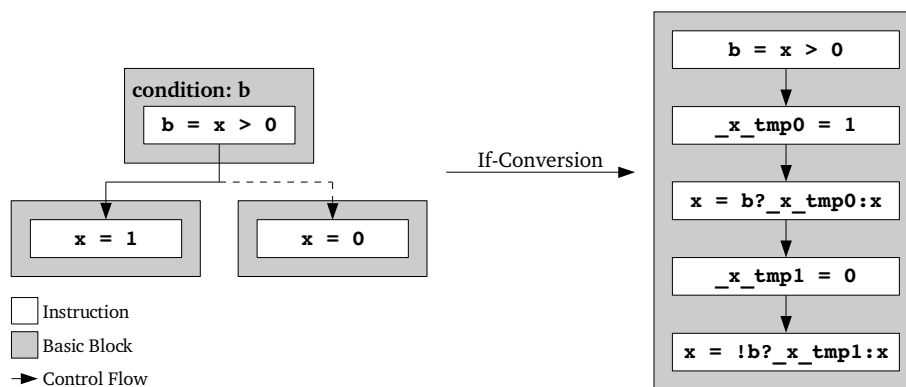 condition: b
b = x > 0
x = 1
x = 0
Instruction
Basic Block
Control Flow
If-Conversion
b = x > 0
_x_tmp0 = 1
x = b?_x_tmp0:x
_x_tmp1 = 0
x = !b?_x_tmp1:x